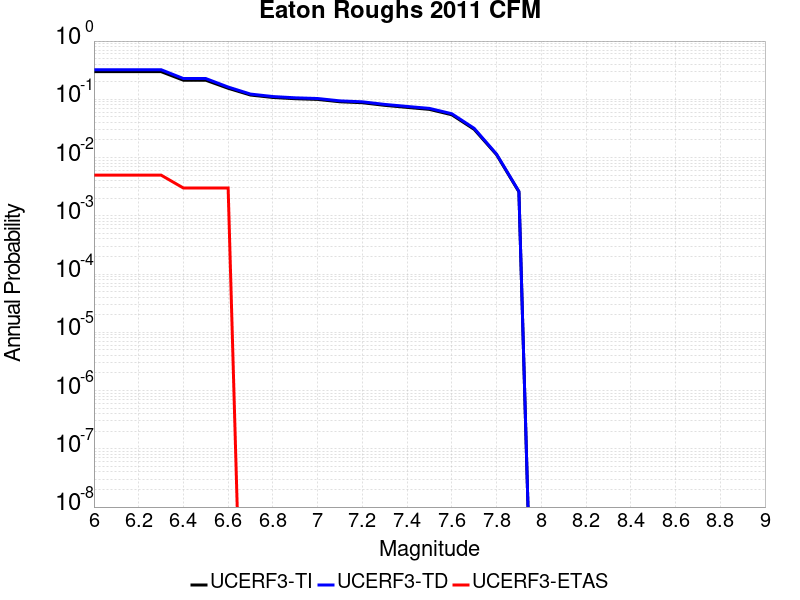 Eaton Roughs 2011 CFM
10^0
10^-1
10^-2
10^-3
10^-4
10^-5
10^-6
10^-7
10^-8
Annual Probability
6 6.2 6.4 6.6 6.8 7 7.2 7.4 7.6 7.8 8 8.2 8.4 8.6 8.8 9
Magnitude
UCERF3-TI UCERF3-TD UCERF3-ETAS